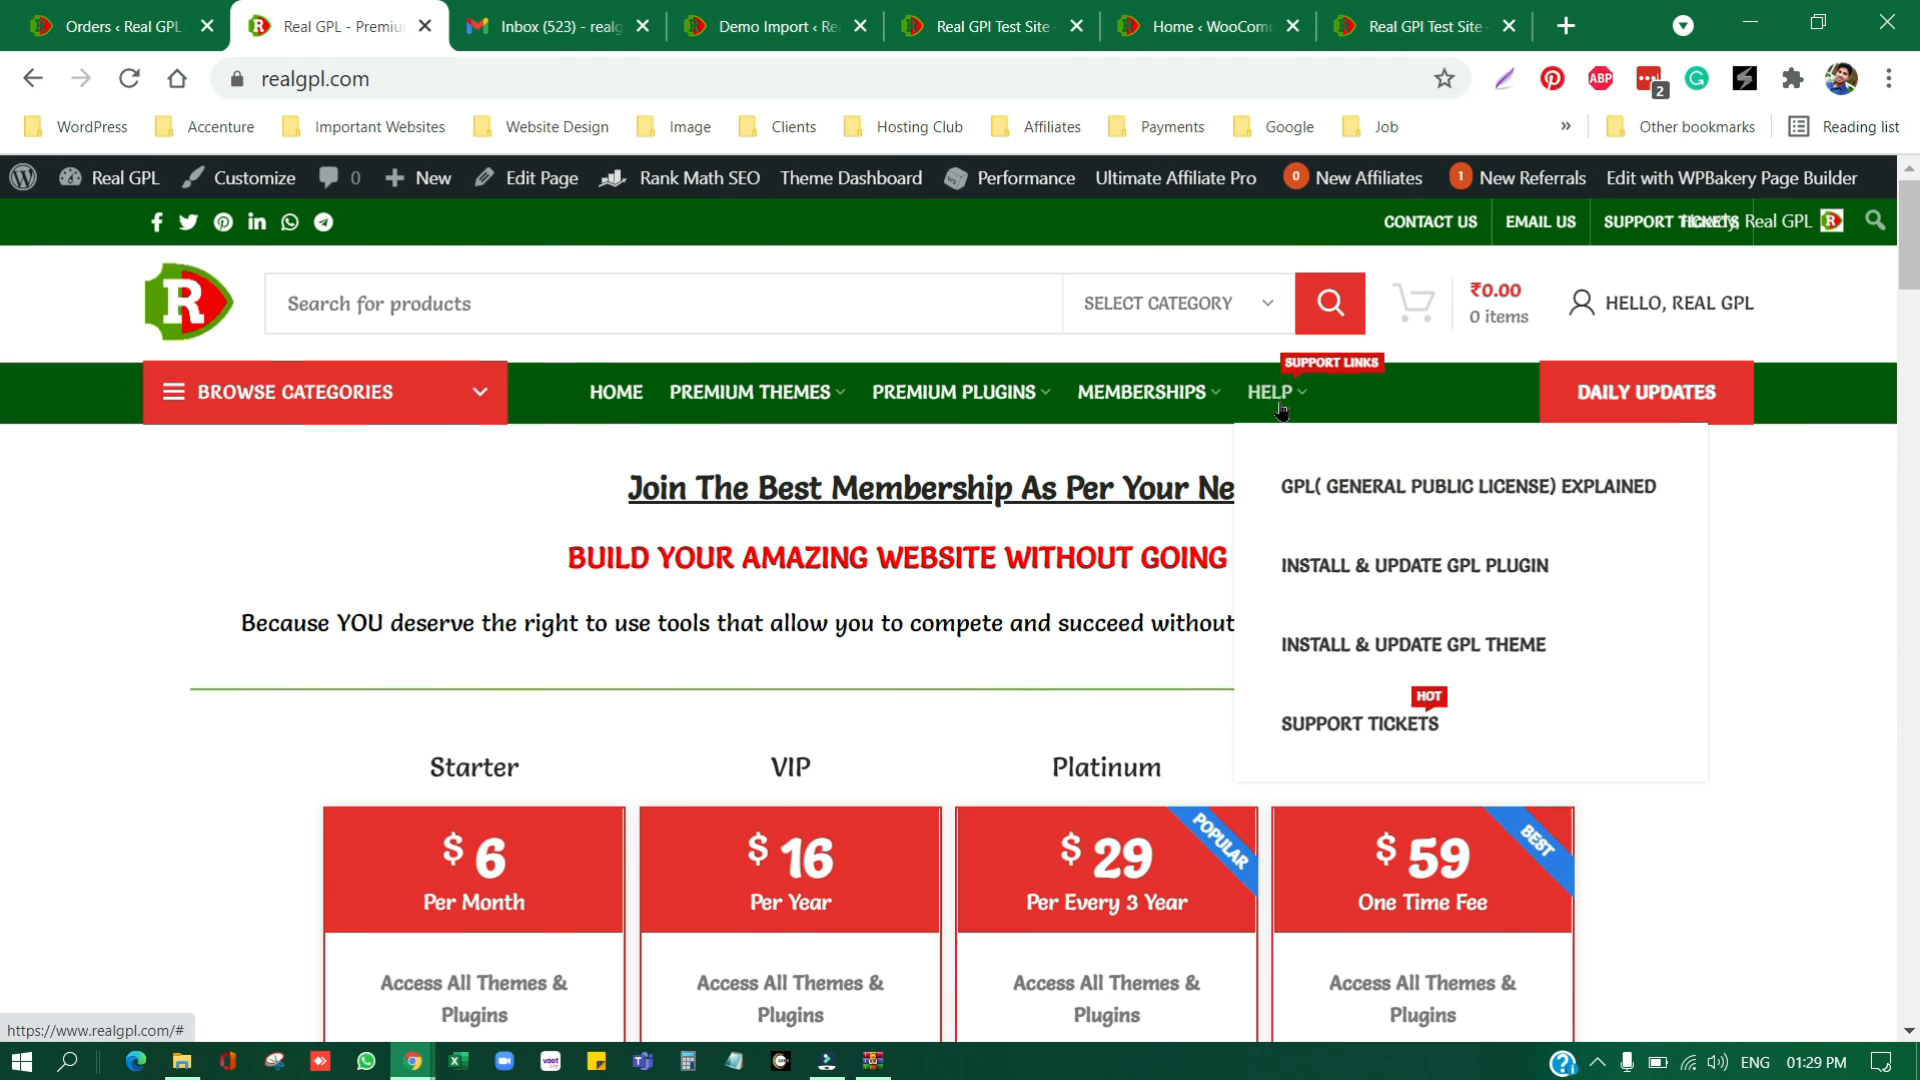 Orders ‹ Real GPL
Real GPL - Premiu
Inbox (523) - realg
Demo Import ‹ Re
Real GPl Test Site
Home ‹ WooComm
Real GPl Test Site -
realgpl.com
ABP
2
WordPress
Accenture
Important Websites
Website Design
Image
Clients
Hosting Club
Affiliates
Payments
Google
Job
»
Other bookmarks
Reading list
Real GPL
Customize
0
New
Edit Page
Rank Math SEO
Theme Dashboard
Performance
Ultimate Affiliate Pro
0 New Affiliates
1 New Referrals
Edit with WPBakery Page Builder
CONTACT US
EMAIL US
SUPPORT TICKETS
Real GPL
R
Search for products
SELECT CATEGORY
₹0.00
0 items
HELLO, REAL GPL
SUPPORT LINKS
BROWSE CATEGORIES
HOME
PREMIUM THEMES
PREMIUM PLUGINS
MEMBERSHIPS
HELP
DAILY UPDATES
Join The Best Membership As Per Your Ne
BUILD YOUR AMAZING WEBSITE WITHOUT GOING
Because YOU deserve the right to use tools that allow you to compete and succeed without
GPL( GENERAL PUBLIC LICENSE) EXPLAINED
INSTALL & UPDATE GPL PLUGIN
INSTALL & UPDATE GPL THEME
HOT
SUPPORT TICKETS
Starter
VIP
Platinum
$ 6
Per Month
Access All Themes &
Plugins
$ 16
Per Year
Access All Themes &
Plugins
POPULAR
$ 29
Per Every 3 Year
Access All Themes &
Plugins
BEST
$ 59
One Time Fee
Access All Themes &
Plugins
https://www.realgpl.com/#
ENG
01:29 PM